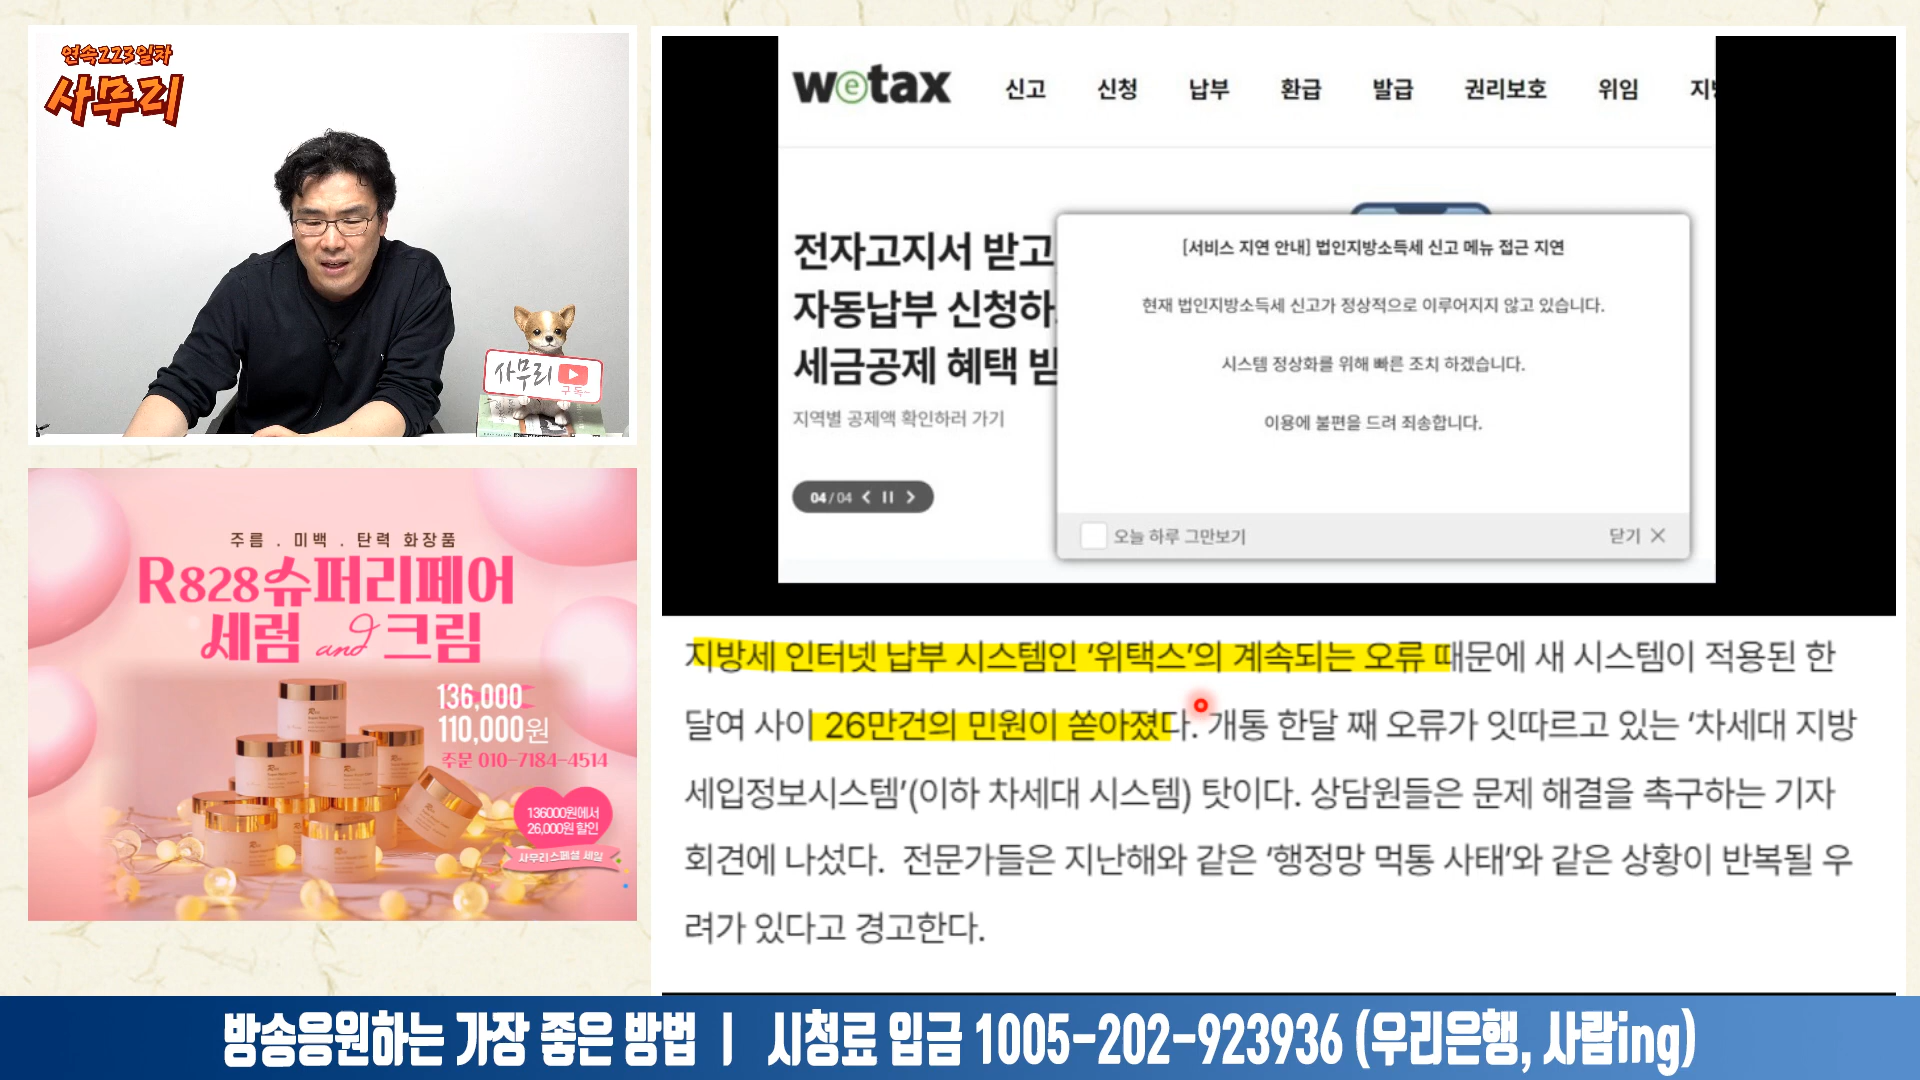 연속223일차
사무리
사무리
구독~
주름 . 미백 . 탄력 화장품
R828슈퍼리페어
세럼 and 크림
136,000
110,000원
주문 010-7184-4514
136000원에서
26,000원 할인
사무리스페셜 세일
wetax 신고 신청 납부 환급 발급 권리보호 위임
전자고지서 받고
자동납부 신청하
세금공제 혜택 받
지역별 공제액 확인하러 가기
04 / 04
[서비스 지연 안내] 법인지방소득세 신고 메뉴 접근 지연
현재 법인지방소득세 신고가 정상적으로 이루어지지 않고 있습니다.
시스템 정상화를 위해 빠른 조치 하겠습니다.
이용에 불편을 드려 죄송합니다.
오늘 하루 그만보기 닫기 ×
지방세 인터넷 납부 시스템인 ‘위택스’의 계속되는 오류 때문에 새 시스템이 적용된 한
달여 사이 26만건의 민원이 쏟아졌다. 개통 한달 째 오류가 잇따르고 있는 ‘차세대 지방
세입정보시스템’(이하 차세대 시스템) 탓이다. 상담원들은 문제 해결을 촉구하는 기자
회견에 나섰다. 전문가들은 지난해와 같은 ‘행정망 먹통 사태’와 같은 상황이 반복될 우
려가 있다고 경고한다.
방송응원하는 가장 좋은 방법 | 시청료 입금 1005-202-923936 (우리은행, 사람ing)